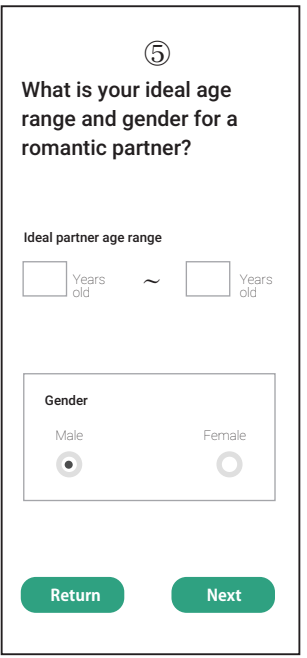 ⑤
What is your ideal age
range and gender for a
romantic partner?
Ideal partner age range
Years
old
~
Years
old
Gender
Male Female
Return Next